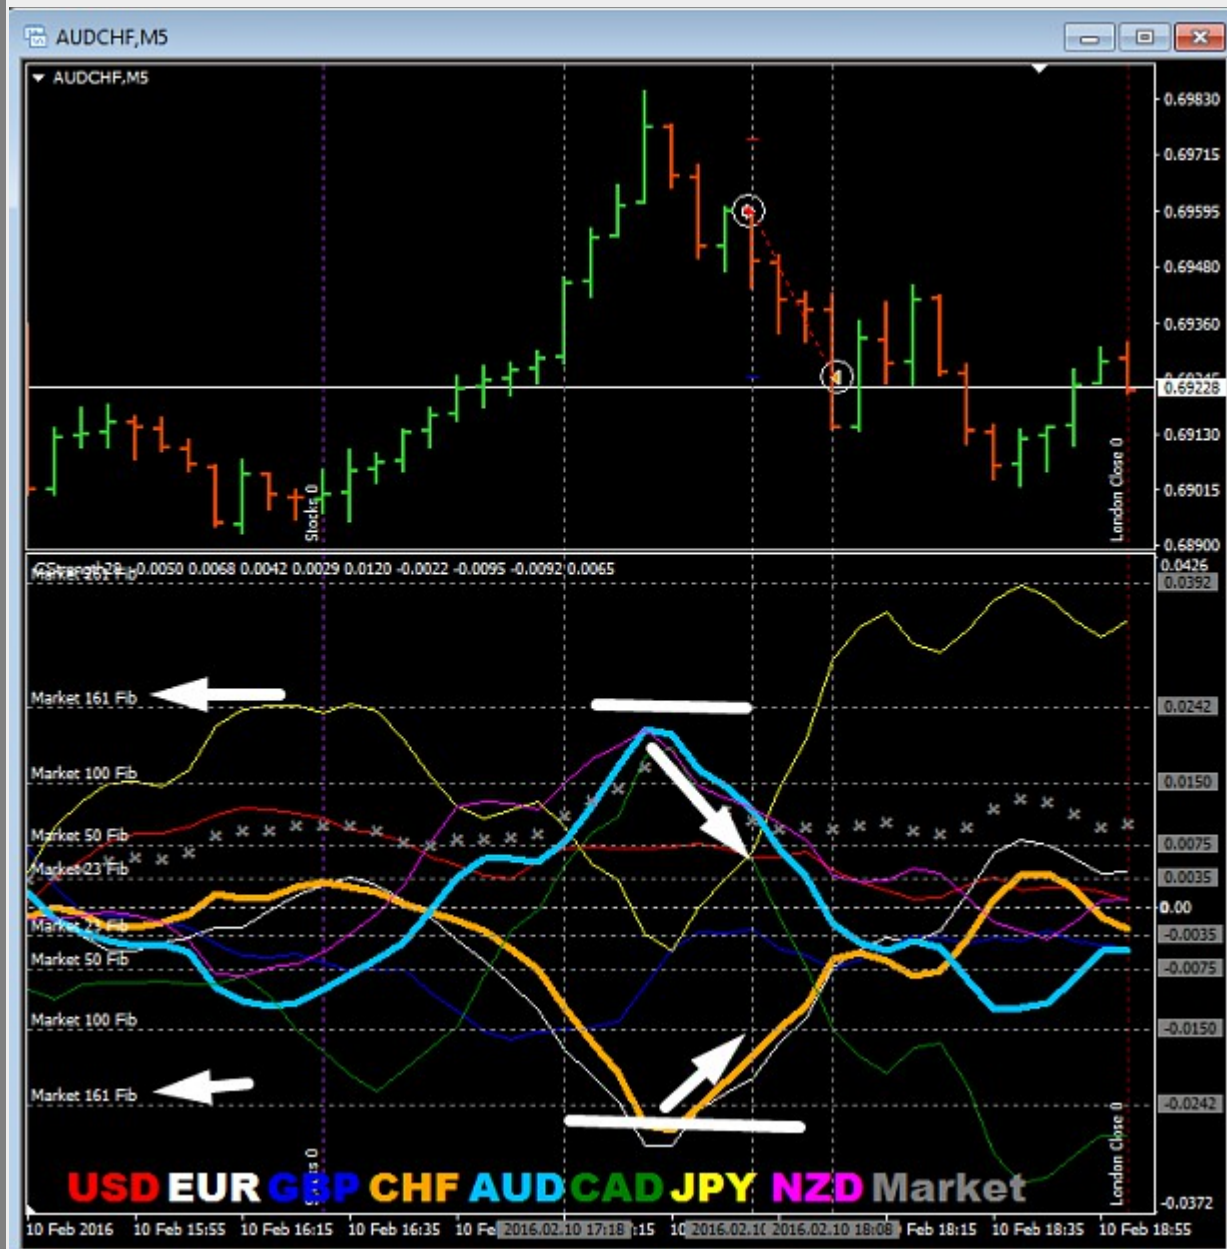 AUDCHF,M5
AUDCHF,M5
0.69830
0.69715
0.69595
0.69480
0.69360
0.69245
0.69228
0.69130
0.69015
0.68900
Stocks 0
London Close 0
-0.0050 0.0068 0.0042 0.0029 0.0120 -0.0022 -0.0095 -0.0092 0.0065
Market 261 Fib
Market 161 Fib
Market 100 Fib
Market 50 Fib
Market 23 Fib
Market 23 Fib
Market 50 Fib
Market 100 Fib
Market 161 Fib
0.0426
0.0392
0.0242
0.0150
0.0075
0.0035
0.00
-0.0035
-0.0075
-0.0150
-0.0242
-0.0372
London Close 0
USD EUR GBP CHF AUD CAD JPY NZD Market
10 Feb 2016 10 Feb 15:55 10 Feb 16:15 10 Feb 16:35 2016.02.10 17:18 2016.02.10 18:08 Feb 18:15 10 Feb 18:35 10 Feb 18:55